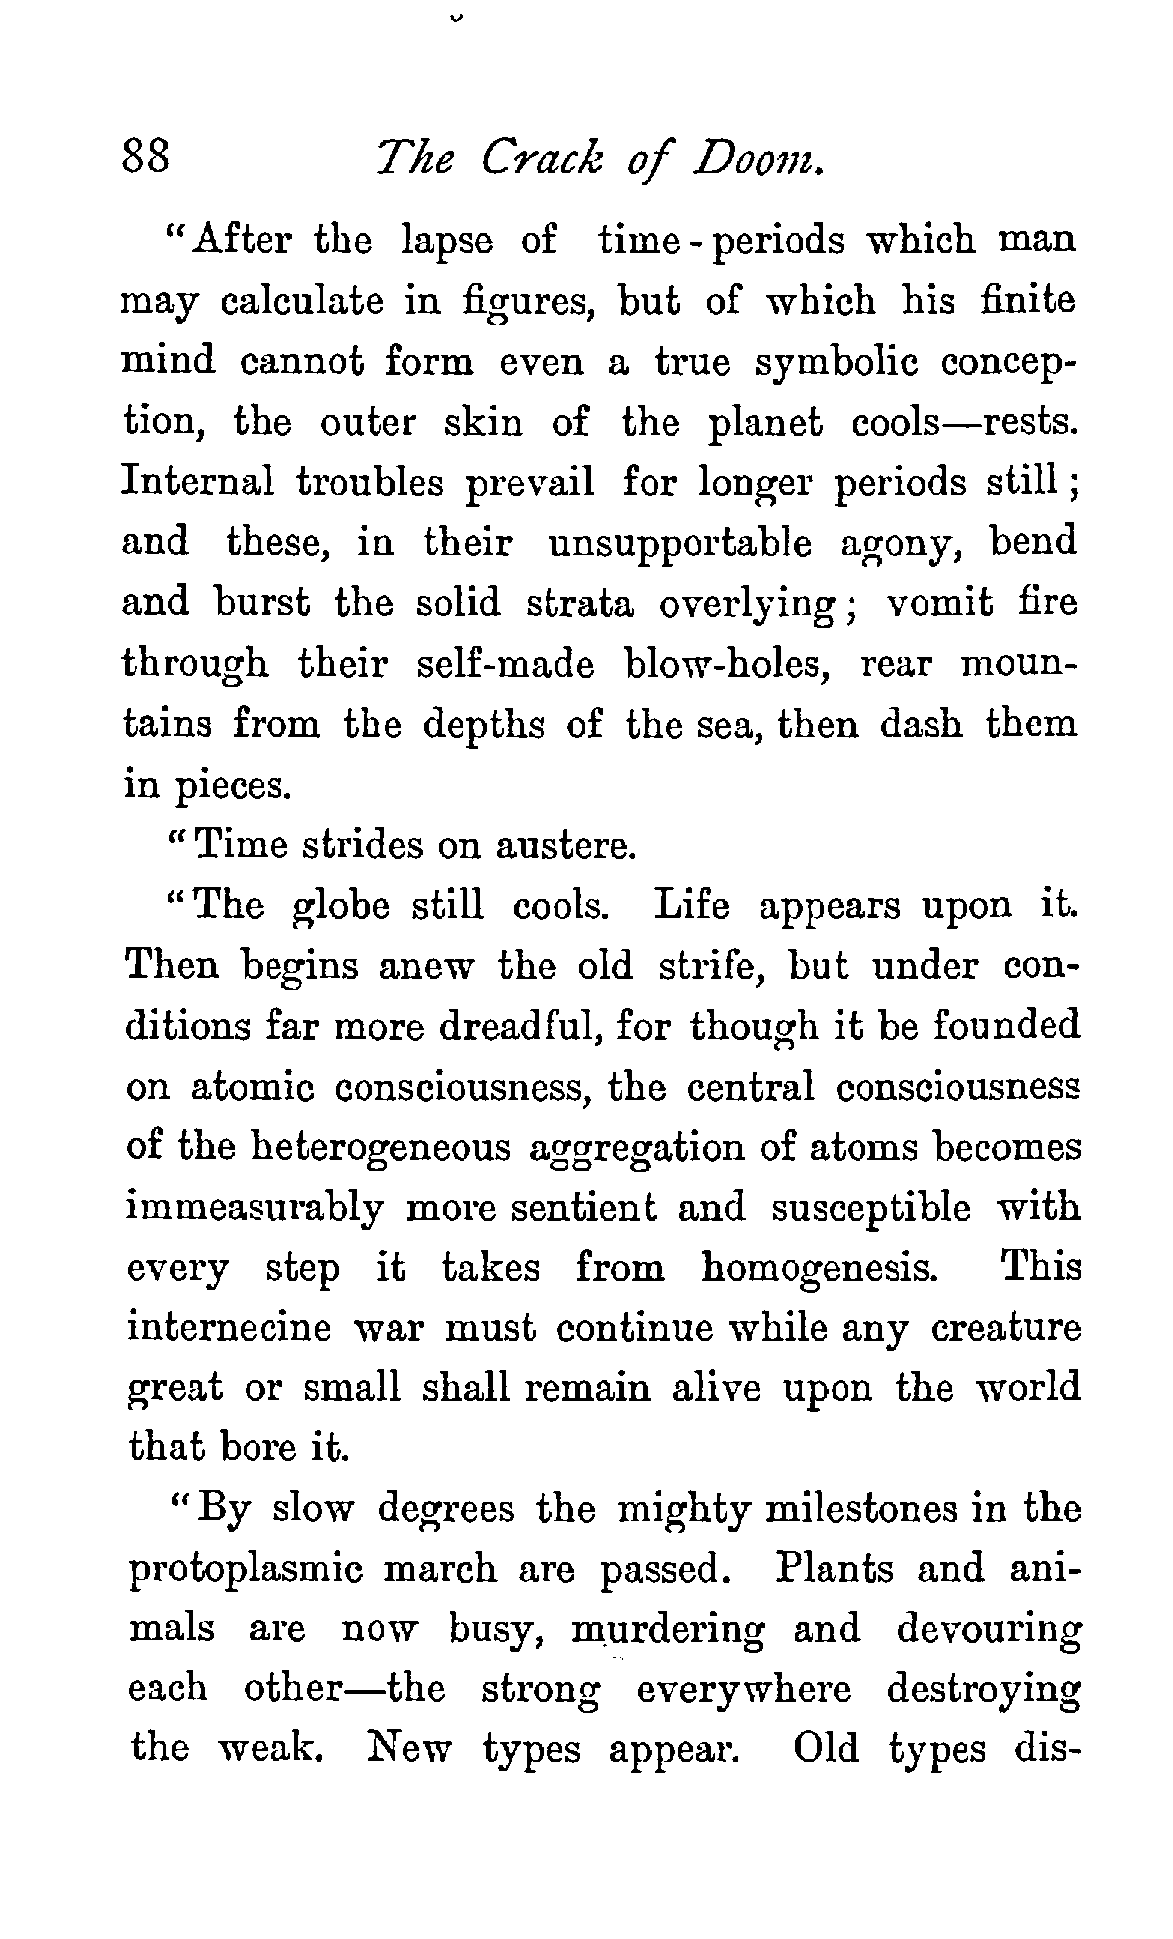 88 The Crack of Doom.
"After the lapse of time-periods which man
may calculate in figures, but of which his finite
mind cannot form even a true symbolic concep-
tion, the outer skin of the planet cools—rests.
Internal troubles prevail for longer periods still;
and these, in their unsupportable agony, bend
and burst the solid strata overlying; vomit fire
through their self-made blow-holes, rear moun-
tains from the depths of the sea, then dash them
in pieces.
"Time strides on austere.
"The globe still cools. Life appears upon it.
Then begins anew the old strife, but under con-
ditions far more dreadful, for though it be founded
on atomic consciousness, the central consciousness
of the heterogeneous aggregation of atoms becomes
immeasurably more sentient and susceptible with
every step it takes from homogenesis. This
internecine war must continue while any creature
great or small shall remain alive upon the world
that bore it.
"By slow degrees the mighty milestones in the
protoplasmic march are passed. Plants and ani-
mals are now busy, murdering and devouring
each other—the strong everywhere destroying
the weak. New types appear. Old types dis-